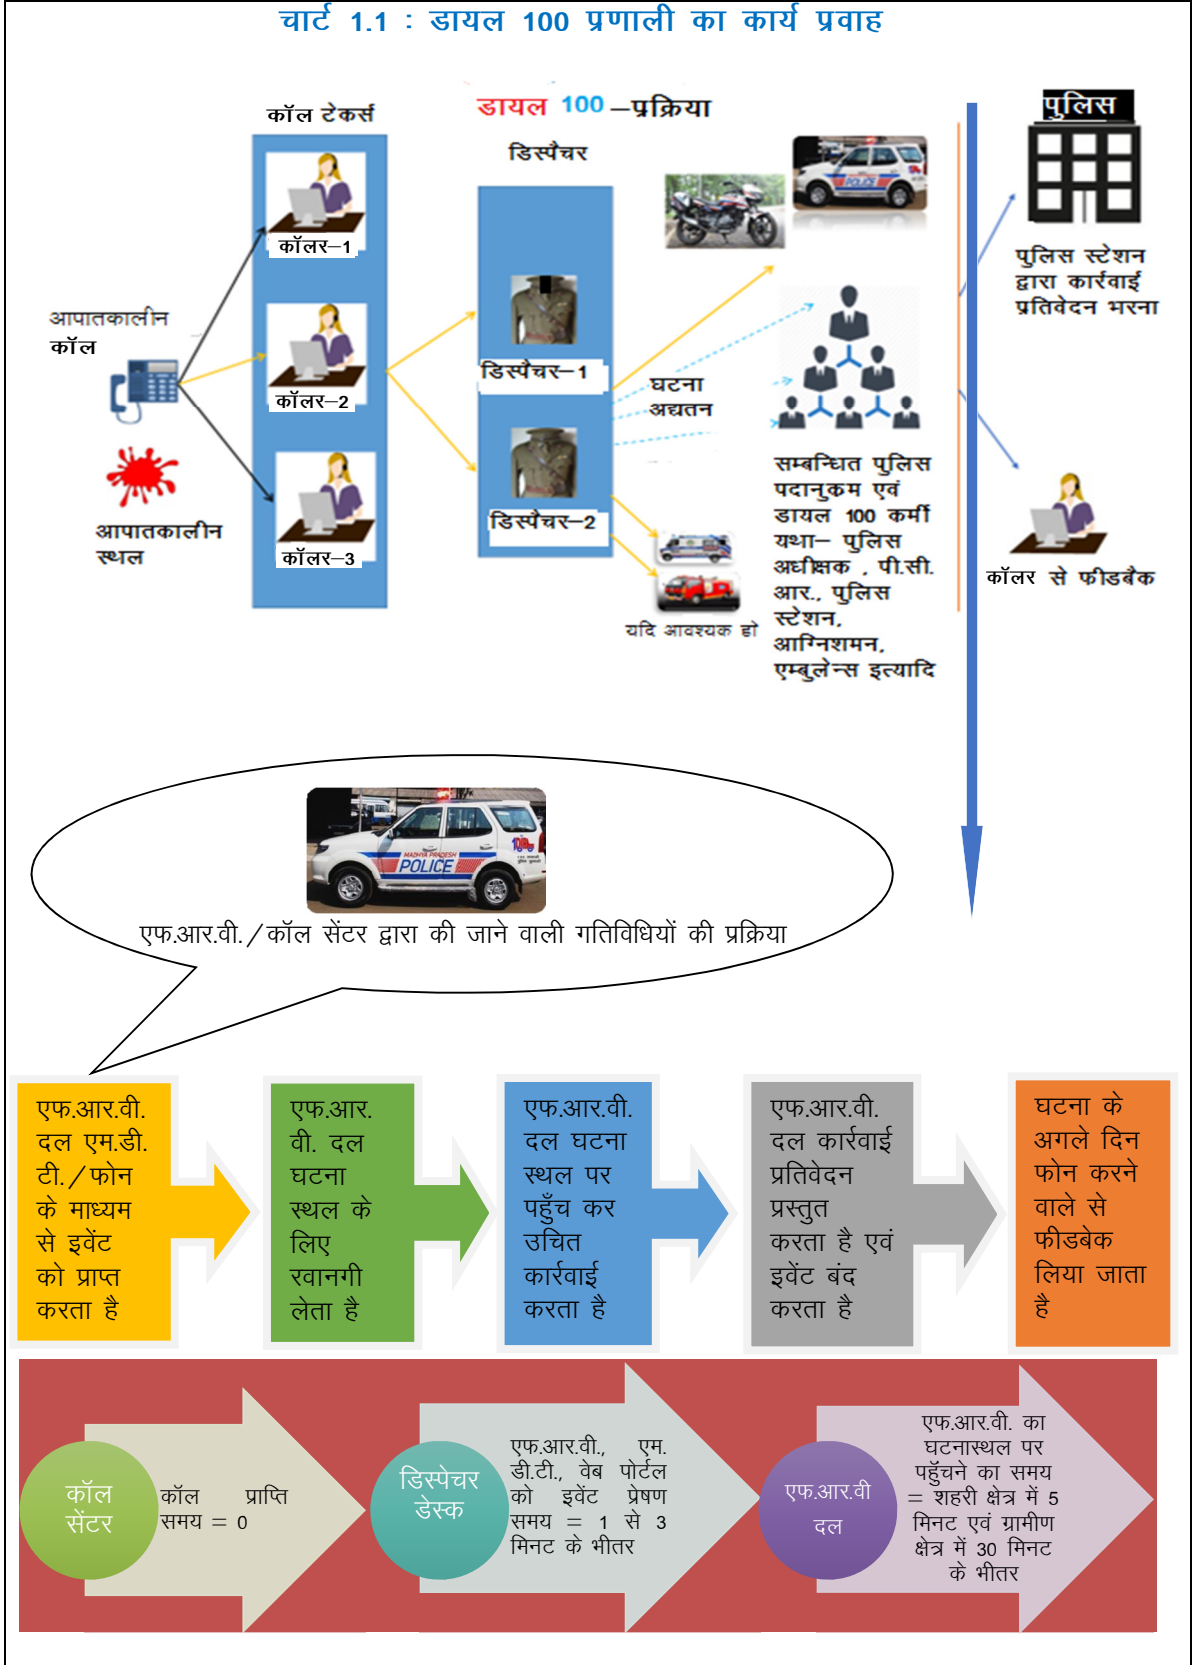 चार्ट 1.1 : डायल 100 प्रणाली का कार्य प्रवाह
डायल 100 –प्रक्रिया
कॉल टेकर्स
कॉलर–1
कॉलर–2
कॉलर–3
आपातकालीन
कॉल
आपातकालीन
स्थल
डिस्पैचर
डिस्पैचर–1
डिस्पैचर–2
घटना
अद्यतन
यदि आवश्यक हो
POLICE
सम्बन्धित पुलिस
पदानुकम एवं
डायल 100 कर्मी
यथा– पुलिस
अधीक्षक , पी.सी.
आर., पुलिस
स्टेशन,
आग्निशमन,
एम्बुलेन्स इत्यादि
पुलिस
पुलिस स्टेशन
द्वारा कार्रवाई
प्रतिवेदन भरना
कॉलर से फीडबैक
MADHYA PRADESH
POLICE
एफ.आर.वी./कॉल सेंटर द्वारा की जाने वाली गतिविधियों की प्रक्रिया
एफ.आर.वी.
दल एम.डी.
टी./फोन
के माध्यम
से इवेंट
को प्राप्त
करता है
एफ.आर.
वी. दल
घटना
स्थल के
लिए
रवानगी
लेता है
एफ.आर.वी.
दल घटना
स्थल पर
पहुँच कर
उचित
कार्रवाई
करता है
एफ.आर.वी.
दल कार्रवाई
प्रतिवेदन
प्रस्तुत
करता है एवं
इवेंट बंद
करता है
घटना के
अगले दिन
फोन करने
वाले से
फीडबेक
लिया जाता
है
कॉल
सेंटर
कॉल प्राप्ति
समय = 0
डिस्पेचर
डेस्क
एफ.आर.वी., एम.
डी.टी., वेब पोर्टल
को इवेंट प्रेषण
समय = 1 से 3
मिनट के भीतर
एफ.आर.वी
दल
एफ.आर.वी. का
घटनास्थल पर
पहुँचने का समय
= शहरी क्षेत्र में 5
मिनट एवं ग्रामीण
क्षेत्र में 30 मिनट
के भीतर